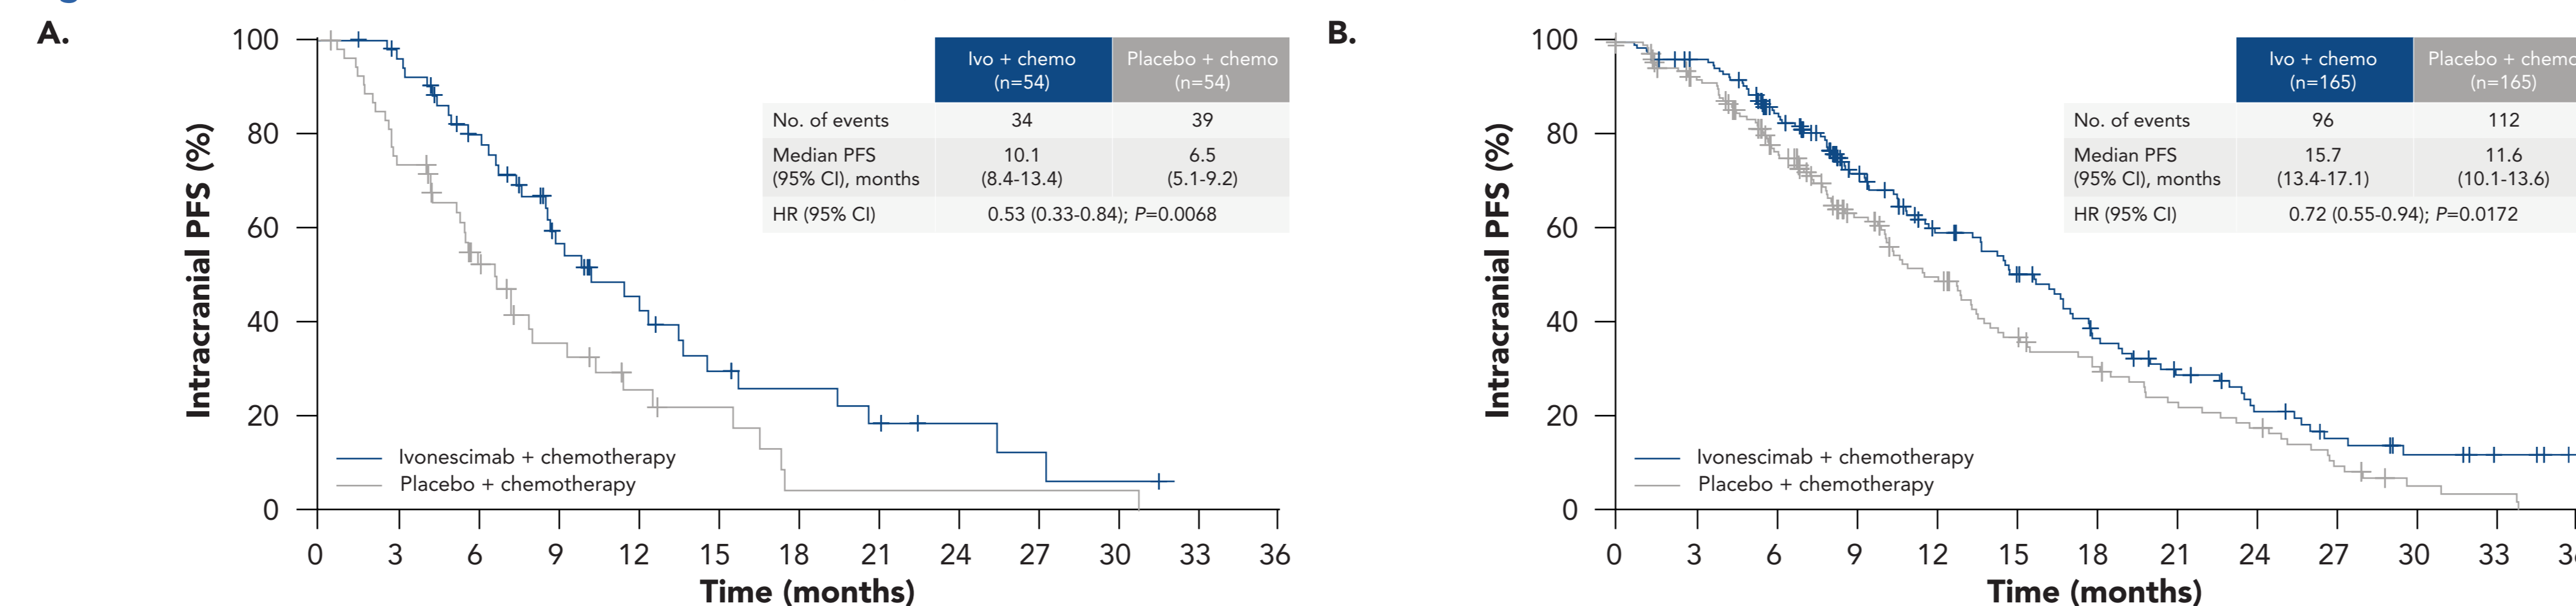 A.
Intracranial PFS (%)
100
80
60
40
20
0
Ivo + chemo Placebo + chemo
(n=54) (n=54)
No. of events 34 39
Median PFS 10.1 6.5
(95% CI), months (8.4-13.4) (5.1-9.2)
HR (95% CI) 0.53 (0.33-0.84); P=0.0068
Ivonescimab + chemotherapy
Placebo + chemotherapy
0 3 6 9 12 15 18 21 24 27 30 33 36
Time (months)
B.
Intracranial PFS (%)
100
80
60
40
20
0
Ivo + chemo Placebo + chemo
(n=165) (n=165)
No. of events 96 112
Median PFS 15.7 11.6
(95% CI), months (13.4-17.1) (10.1-13.6)
HR (95% CI) 0.72 (0.55-0.94); P=0.0172
Ivonescimab + chemotherapy
Placebo + chemotherapy
0 3 6 9 12 15 18 21 24 27 30 33 3
Time (months)